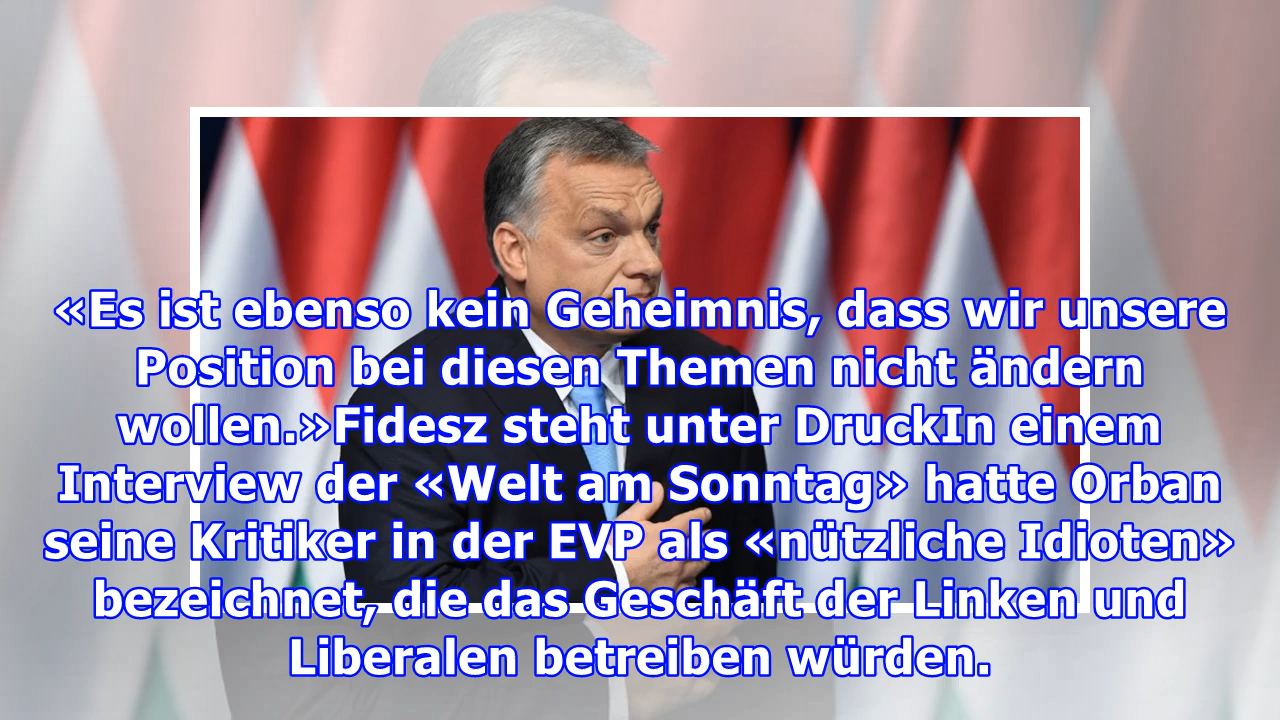 «Es ist ebenso kein Geheimnis, dass wir unsere
Position bei diesen Themen nicht ändern
wollen.»Fidesz steht unter DruckIn einem
Interview der «Welt am Sonntag» hatte Orban
seine Kritiker in der EVP als «nützliche Idioten»
bezeichnet, die das Geschäft der Linken und
Liberalen betreiben würden.